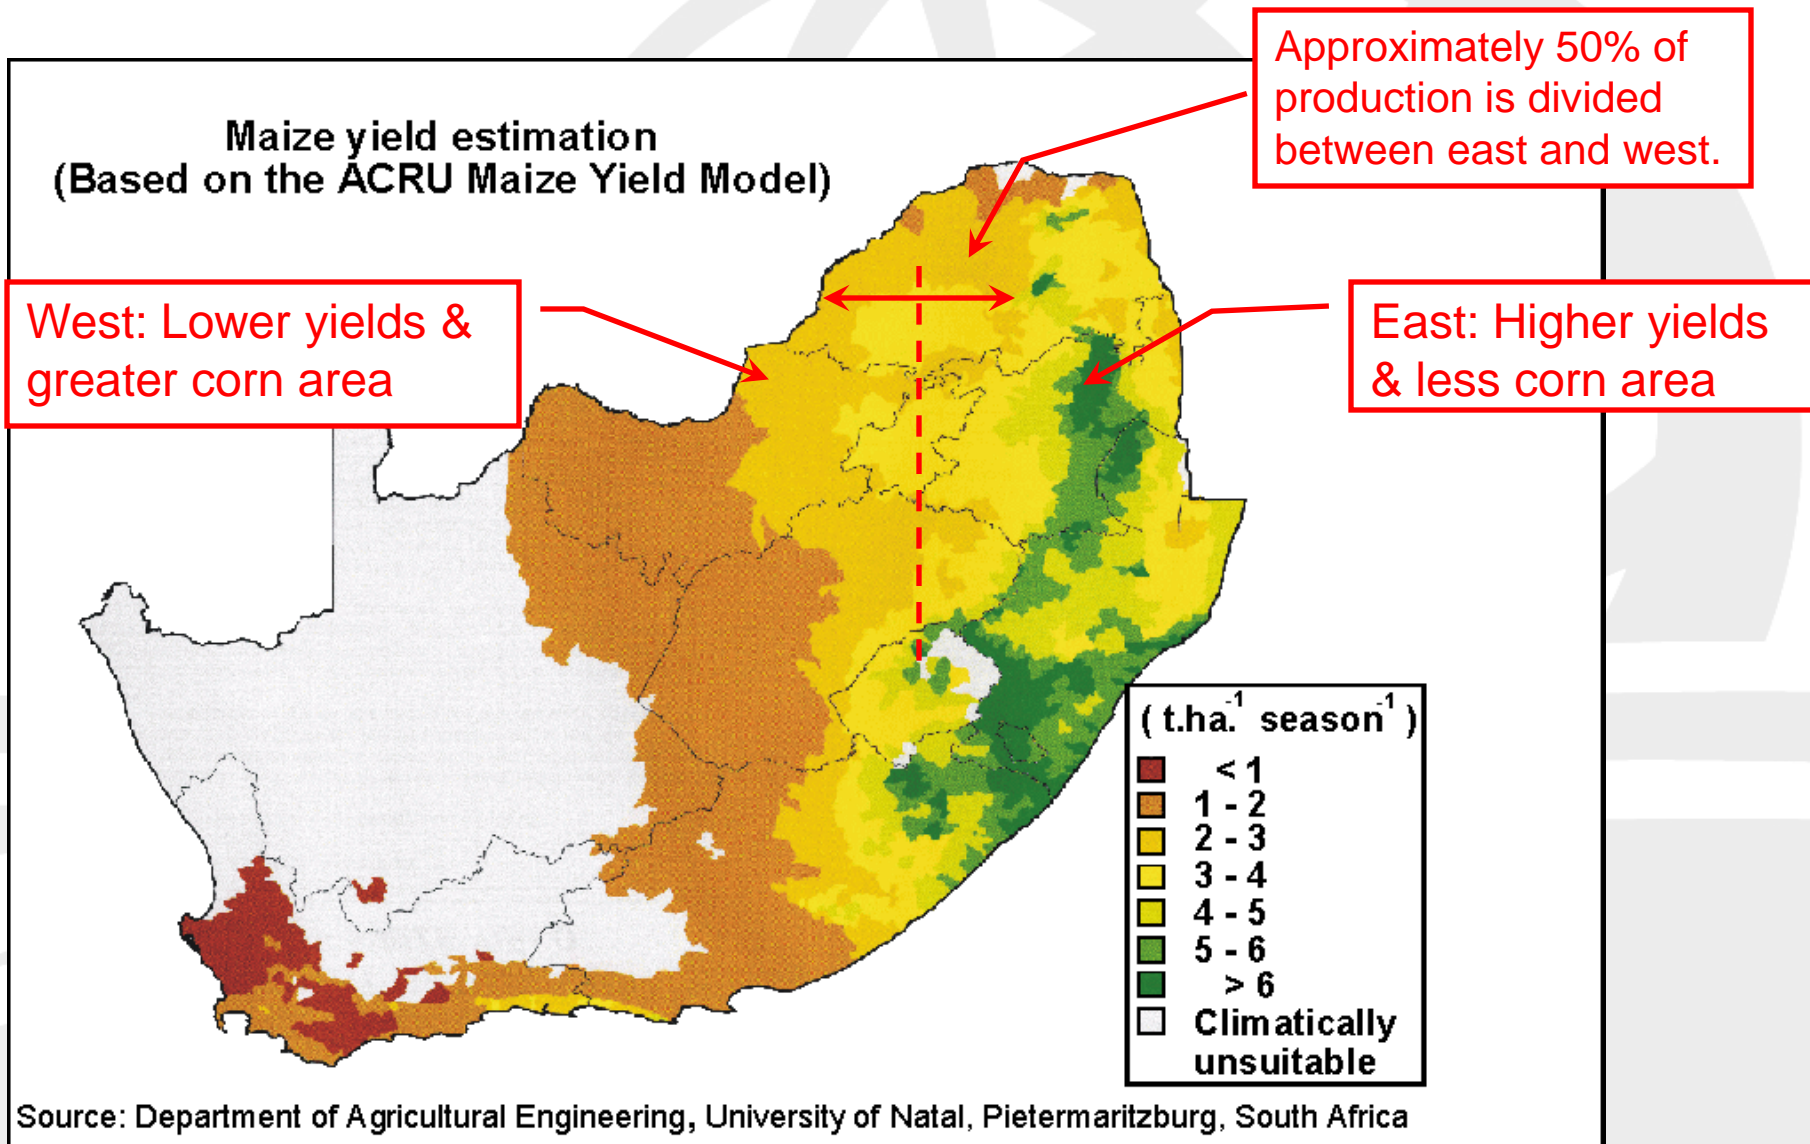 Approximately 50% of
production is divided
between east and west.
Maize yield estimation
(Based on the ACRU Maize Yield Model)
West: Lower yields &
greater corn area
East: Higher yields
& less corn area
( t.ha.-1 season-1 )
< 1
1 - 2
2 - 3
3 - 4
4 - 5
5 - 6
> 6
Climatically
unsuitable
Source: Department of Agricultural Engineering, University of Natal, Pietermaritzburg, South Africa